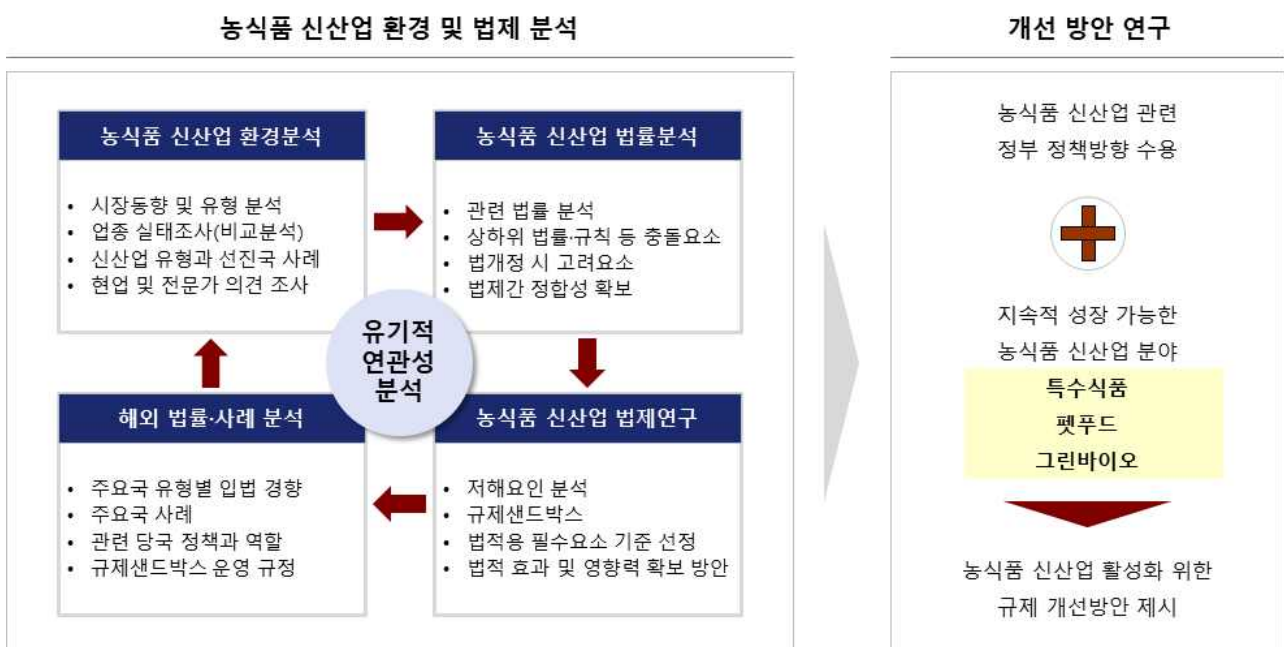 농식품 신산업 환경 및 법제 분석
농식품 신산업 환경분석
• 시장동향 및 유형 분석
• 업종 실태조사(비교분석)
• 신산업 유형과 선진국 사례
• 현업 및 전문가 의견 조사
농식품 신산업 법률분석
• 관련 법률 분석
• 상하위 법률·규칙 등 충돌요소
• 법개정 시 고려요소
• 법제간 정합성 확보
유기적
연관성
분석
해외 법률·사례 분석
• 주요국 유형별 입법 경향
• 주요국 사례
• 관련 당국 정책과 역할
• 규제샌드박스 운영 규정
농식품 신산업 법제연구
• 저해요인 분석
• 규제샌드박스
• 법적용 필수요소 기준 선정
• 법적 효과 및 영향력 확보 방안
개선 방안 연구
농식품 신산업 관련
정부 정책방향 수용
지속적 성장 가능한
농식품 신산업 분야
특수식품
펫푸드
그린바이오
농식품 신산업 활성화 위한
규제 개선방안 제시